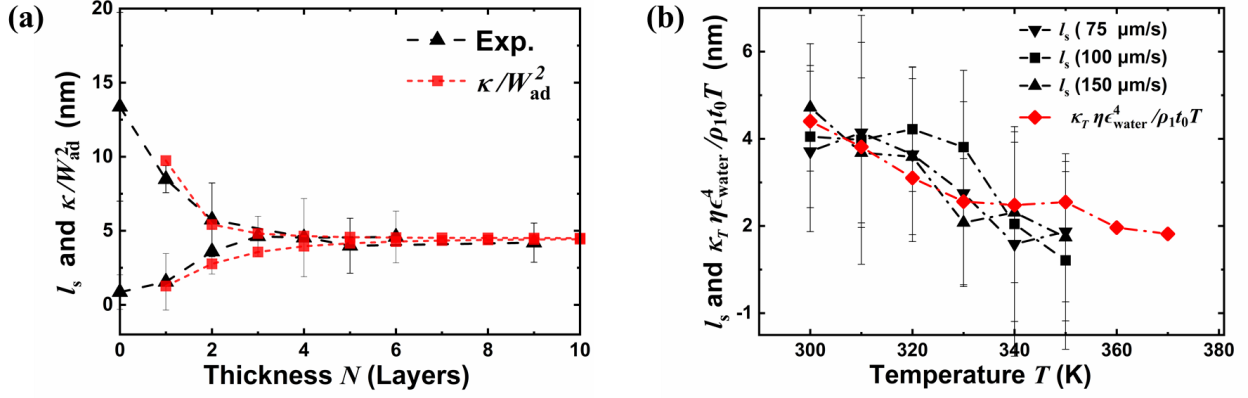 (a)
20
15
10
5
0
0 2 4 6 8 10
lₛ and κ/W²ad (nm)
Thickness N (Layers)
Exp.
κ/W²ad
(b)
6
4
2
-1
300 320 340 360 380
lₛ and κ_T ηϵ⁴water/ρ₁t₀T (nm)
Temperature T (K)
lₛ ( 75 μm/s)
lₛ (100 μm/s)
lₛ (150 μm/s)
κ_T ηϵ⁴water/ρ₁t₀T